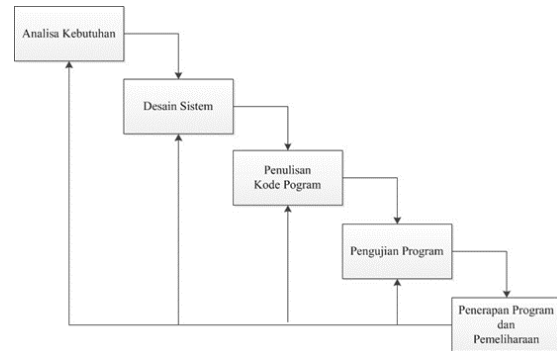 Analisa Kebutuhan
Desain Sistem
Penulisan
Kode Pogram
Pengujian Program
Penerapan Program
dan
Pemeliharaan